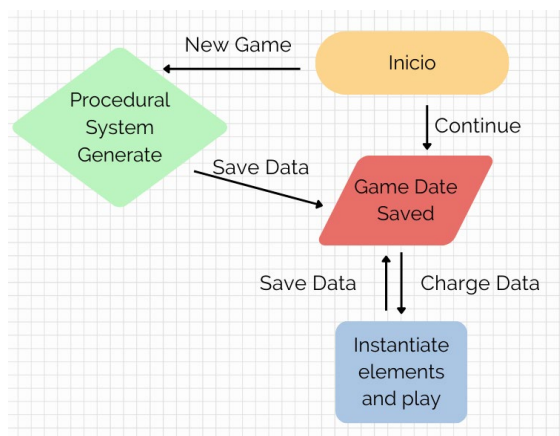 New Game
Inicio
Procedural
System
Generate
Continue
Save Data
Game Date
Saved
Save Data
Charge Data
Instantiate
elements
and play